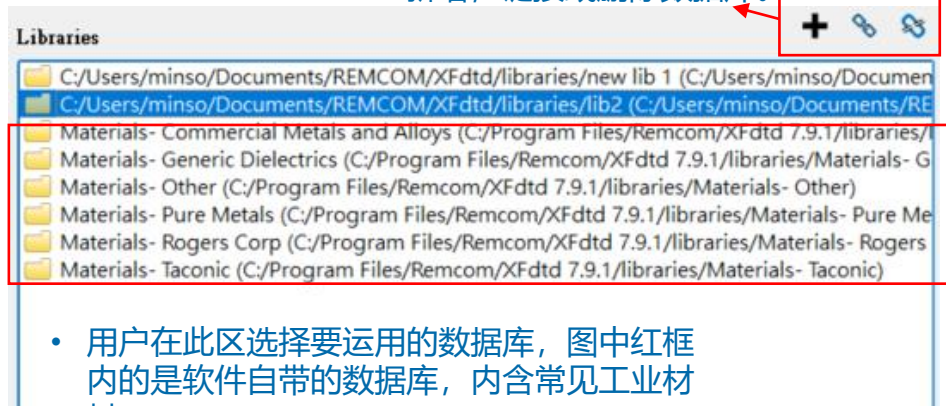 Libraries
C:/Users/minso/Documents/REMCOM/XFdtd/libraries/new lib 1 (C:/Users/minso/Documen
C:/Users/minso/Documents/REMCOM/XFdtd/libraries/lib2 (C:/Users/minso/Documents/RE
Materials- Commercial Metals and Alloys (C:/Program Files/Remcom/XFdtd 7.9.1/libraries/
Materials- Generic Dielectrics (C:/Program Files/Remcom/XFdtd 7.9.1/libraries/Materials- G
Materials- Other (C:/Program Files/Remcom/XFdtd 7.9.1/libraries/Materials- Other)
Materials- Pure Metals (C:/Program Files/Remcom/XFdtd 7.9.1/libraries/Materials- Pure Me
Materials- Rogers Corp (C:/Program Files/Remcom/XFdtd 7.9.1/libraries/Materials- Rogers
Materials- Taconic (C:/Program Files/Remcom/XFdtd 7.9.1/libraries/Materials- Taconic)
• 用户在此区选择要运用的数据库，图中红框
内的是软件自带的数据库，内含常见工业材